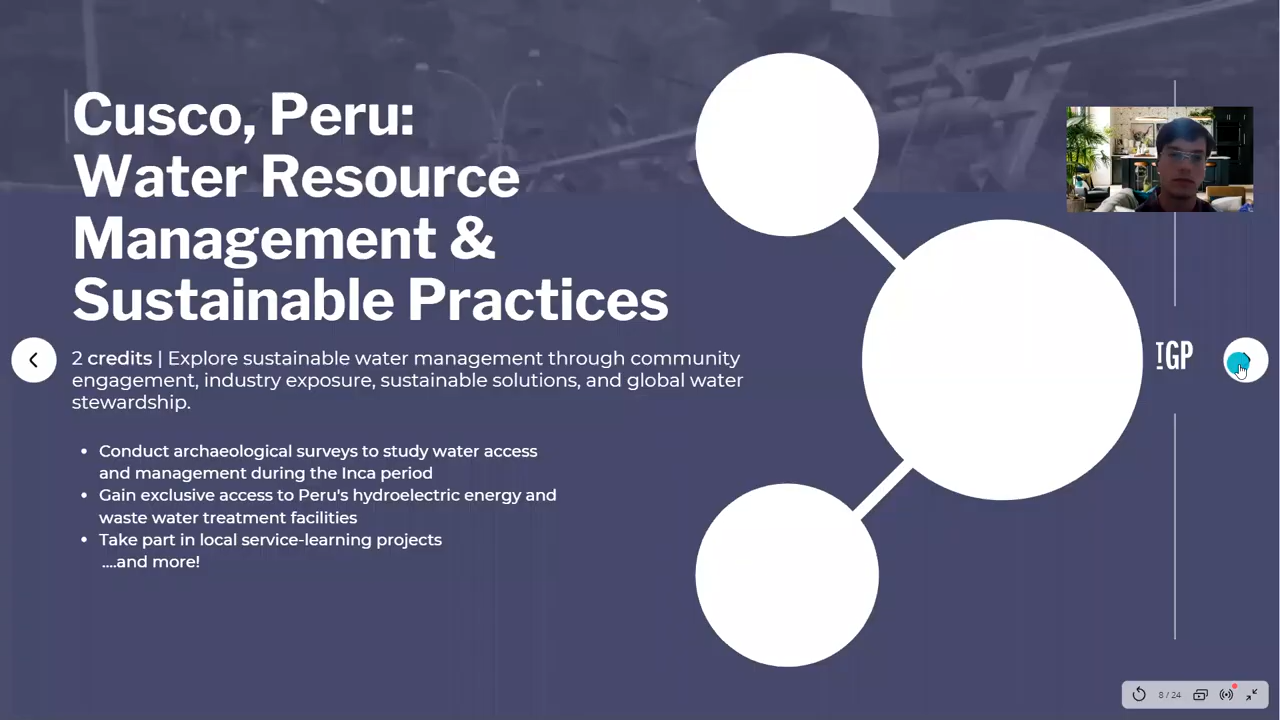 Cusco, Peru:
Water Resource
Management &
Sustainable Practices
2 credits | Explore sustainable water management through community
engagement, industry exposure, sustainable solutions, and global water
stewardship.
• Conduct archaeological surveys to study water access
and management during the Inca period
• Gain exclusive access to Peru's hydroelectric energy and
waste water treatment facilities
• Take part in local service-learning projects
....and more!
IGP
8 / 24